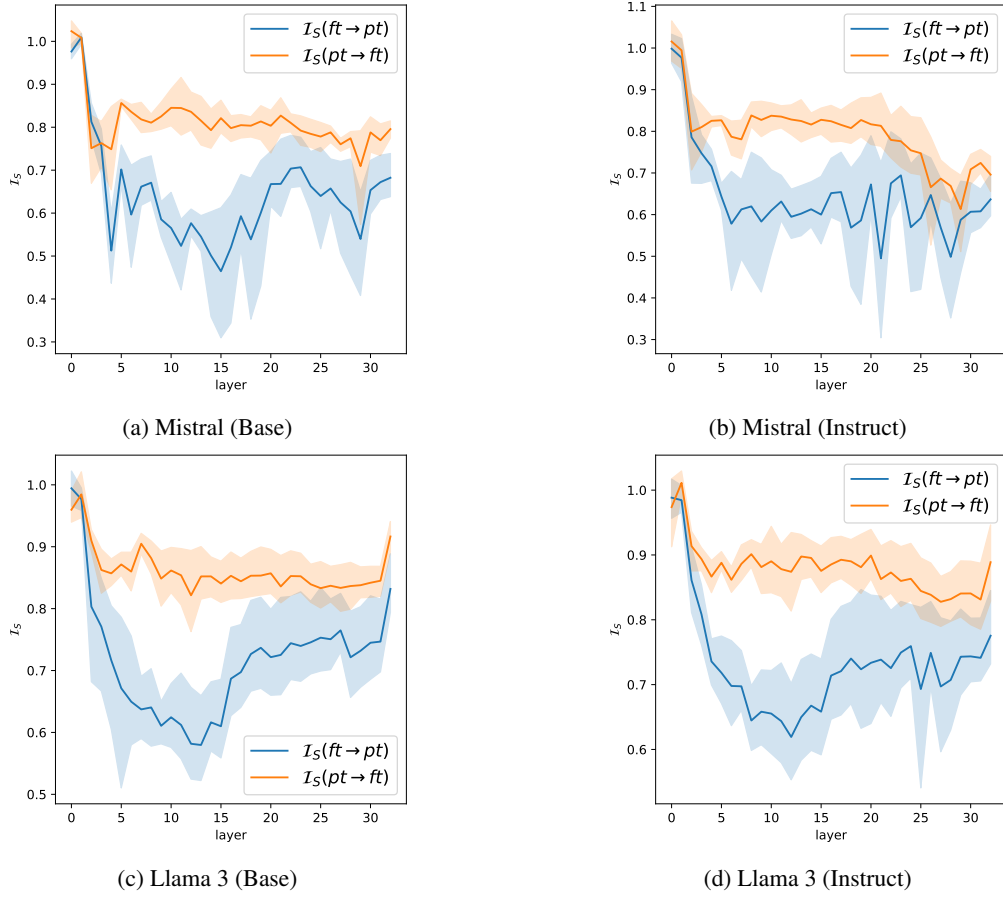 1.0
0.9
0.8
0.7
0.6
0.5
0.4
0.3
0 5 10 15 20 25 30
layer
𝓘_S
𝓘_S(ft → pt)
𝓘_S(pt → ft)
(a) Mistral (Base)
1.1
1.0
0.9
0.8
0.7
0.6
0.5
0.4
0.3
0 5 10 15 20 25 30
layer
𝓘_S
𝓘_S(ft → pt)
𝓘_S(pt → ft)
(b) Mistral (Instruct)
1.0
0.9
0.8
0.7
0.6
0.5
0 5 10 15 20 25 30
layer
𝓘_S
𝓘_S(ft → pt)
𝓘_S(pt → ft)
(c) Llama 3 (Base)
1.0
0.9
0.8
0.7
0.6
0 5 10 15 20 25 30
layer
𝓘_S
𝓘_S(ft → pt)
𝓘_S(pt → ft)
(d) Llama 3 (Instruct)